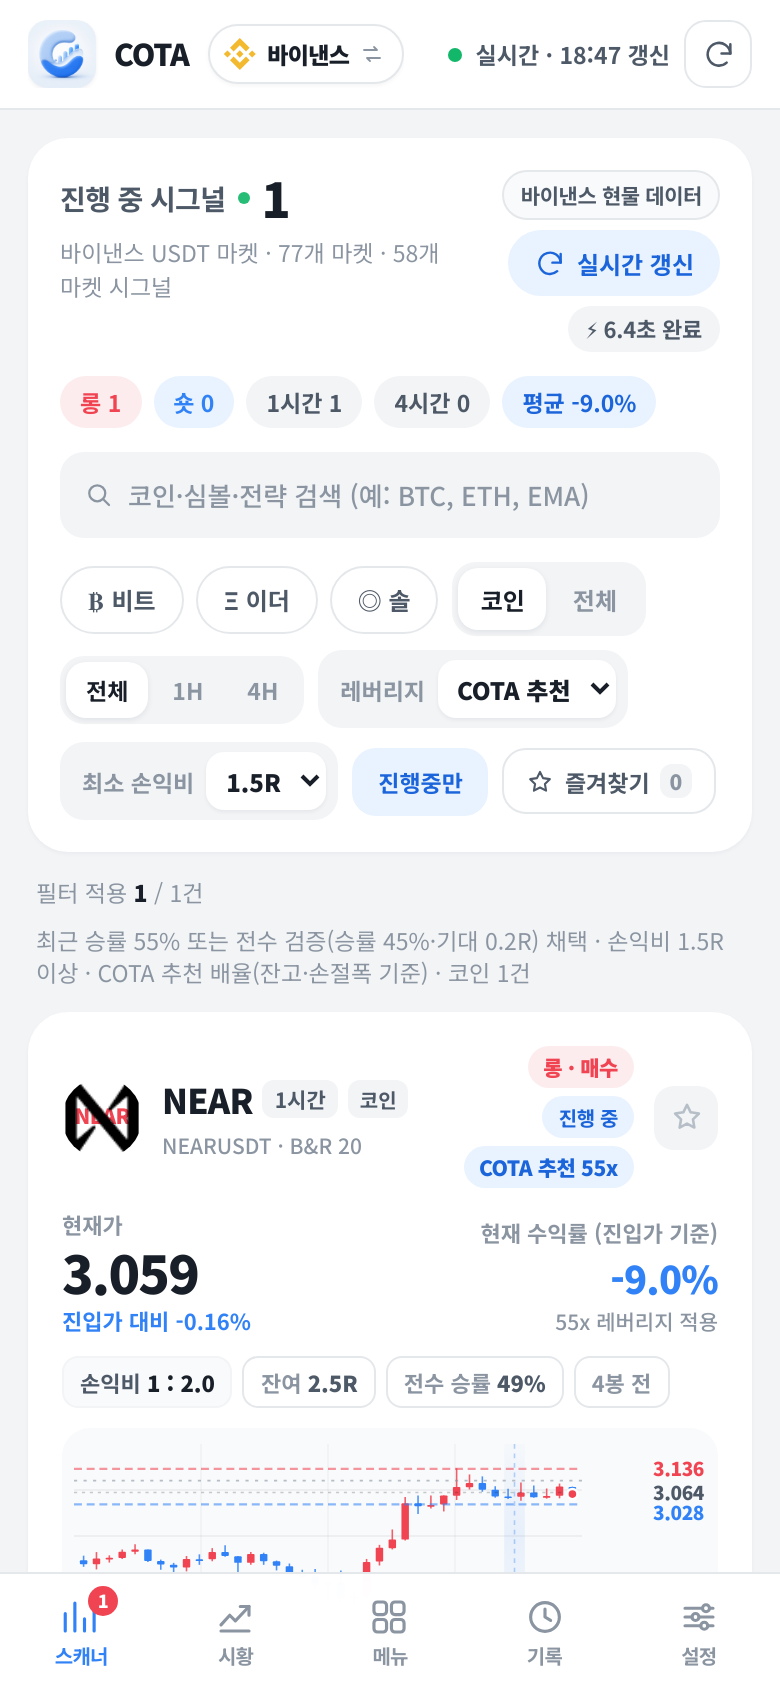 COTA
바이낸스
실시간 · 18:47 갱신
진행 중 시그널 • 1
바이낸스 현물 데이터
바이낸스 USDT 마켓 · 77개 마켓 · 58개
마켓 시그널
실시간 갱신
⚡ 6.4초 완료
롱 1 숏 0 1시간 1 4시간 0 평균 -9.0%
코인·심볼·전략 검색 (예: BTC, ETH, EMA)
₿ 비트 Ξ 이더 ◎ 솔 코인 전체
전체 1H 4H 레버리지 COTA 추천
최소 손익비 1.5R 진행중만 즐겨찾기 0
필터 적용 1 / 1건
최근 승률 55% 또는 전수 검증(승률 45%·기대 0.2R) 채택 · 손익비 1.5R
이상 · COTA 추천 배율(잔고·손절폭 기준) · 코인 1건
NEAR
NEAR 1시간 코인
NEARUSDT · B&R 20
롱 · 매수
진행 중
COTA 추천 55x
현재가
3.059
진입가 대비 -0.16%
현재 수익률 (진입가 기준)
-9.0%
55x 레버리지 적용
손익비 1 : 2.0 잔여 2.5R 전수 승률 49% 4봉 전
3.136
3.064
3.028
1
스캐너 시황 메뉴 기록 설정